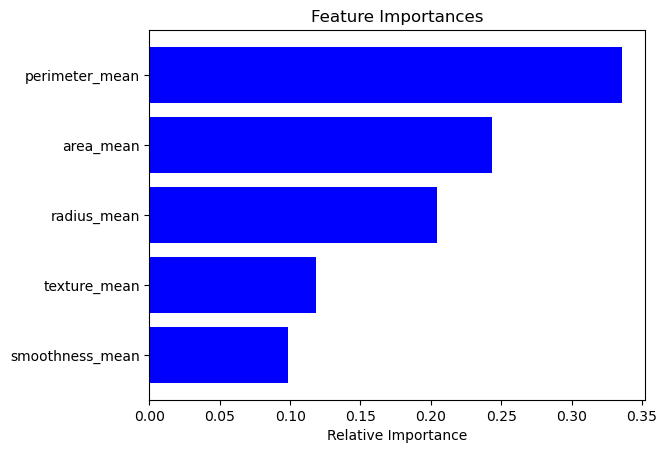 Feature Importances
perimeter_mean
area_mean
radius_mean
texture_mean
smoothness_mean
0.00 0.05 0.10 0.15 0.20 0.25 0.30 0.35
Relative Importance